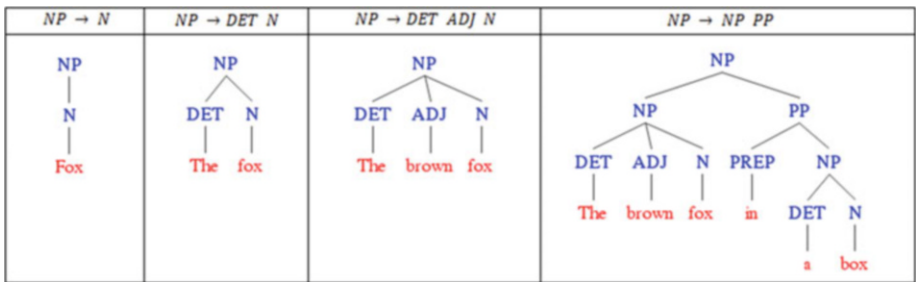 NP → N NP → DET N NP → DET ADJ N NP → NP PP
NP NP NP NP
N DET N DET ADJ N NP PP
Fox The fox The brown fox DET ADJ N PREP NP
The brown fox in DET N
a box